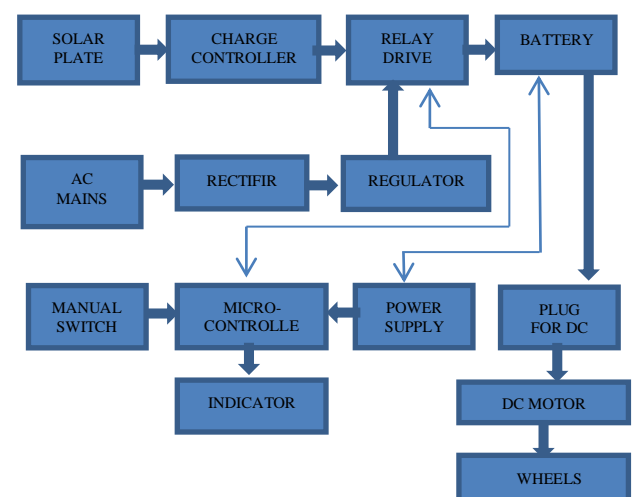 SOLAR
PLATE
CHARGE
CONTROLLER
RELAY
DRIVE
BATTERY
AC
MAINS
RECTIFIR
REGULATOR
MANUAL
SWITCH
MICRO-
CONTROLLE
POWER
SUPPLY
PLUG
FOR DC
INDICATOR
DC MOTOR
WHEELS